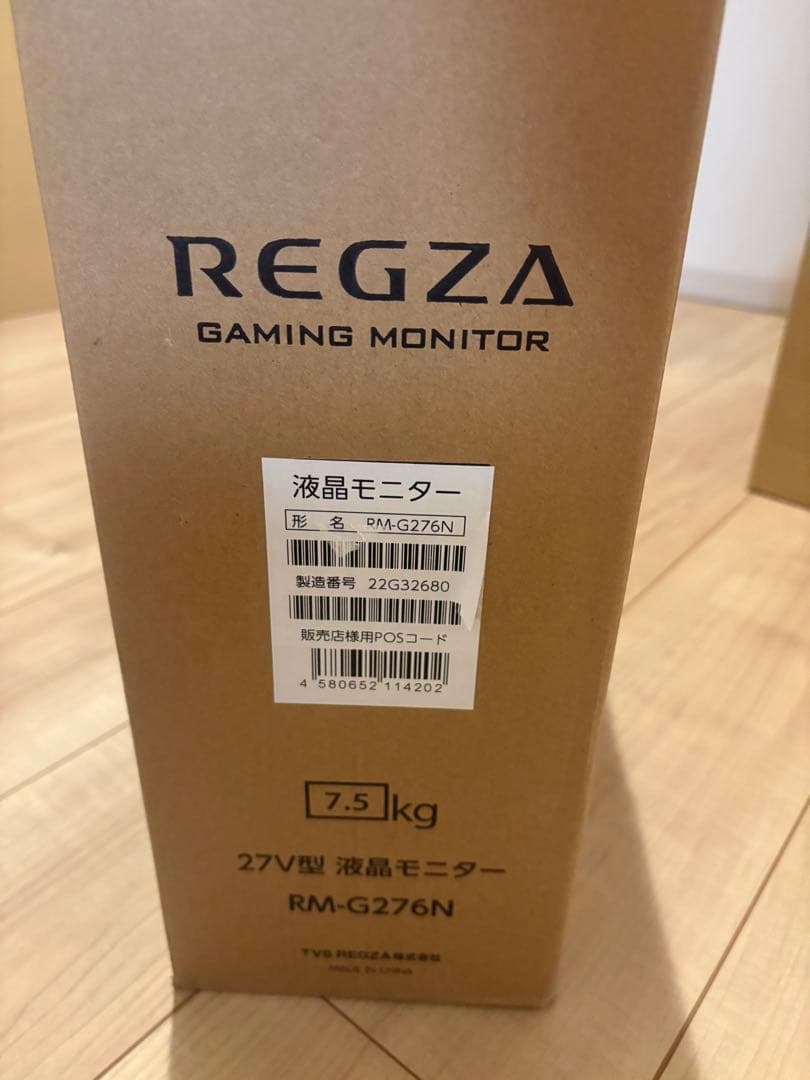 REGZA
GAMING MONITOR
液晶モニター
形 名 RM-G276N
製造番号 22G32680
販売店様用POSコード
4 580652 114202
7.5 kg
27V型 液晶モニター
RM-G276N
TVS REGZA株式会社
MADE IN CHINA